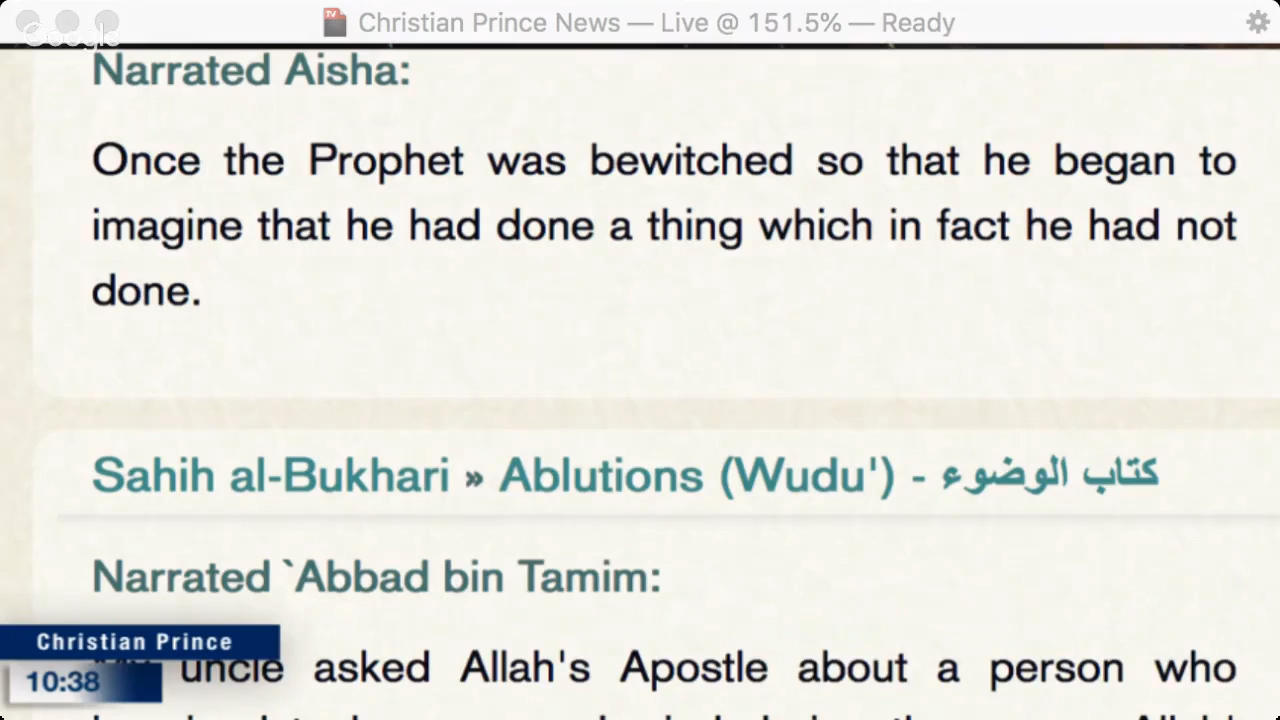 Christian Prince News — Live @ 151.5% — Ready
Google
Narrated Aisha:
Once the Prophet was bewitched so that he began to
imagine that he had done a thing which in fact he had not
done.
Sahih al-Bukhari » Ablutions (Wudu') - كتاب الوضوء
Narrated `Abbad bin Tamim:
Christian Prince
uncle asked Allah's Apostle about a person who
10:38